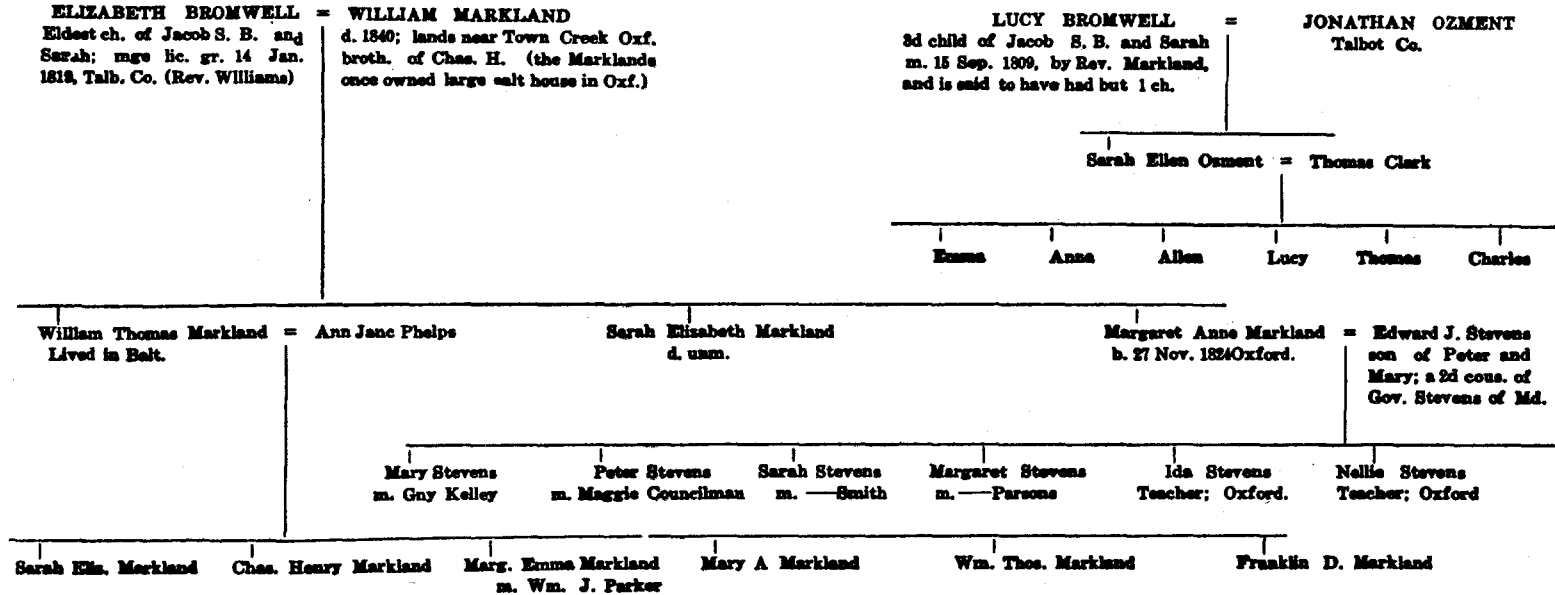 ELIZABETH BROMWELL = WILLIAM MARKLAND
Eldest ch. of Jacob S. B. and
Sarah; mge lic. gr. 14 Jan.
1819, Talb. Co. (Rev. Williams)
d. 1840; lands near Town Creek Oxf.
broth. of Chas. H. (the Marklands
once owned large salt house in Oxf.)
LUCY BROMWELL = JONATHAN OZMENT
3d child of Jacob S. B. and Sarah
m. 15 Sep. 1809, by Rev. Markland,
and is said to have had but 1 ch.
Talbot Co.
Sarah Ellen Osment = Thomas Clark
Emma Anna Allen Lucy Thomas Charles
William Thomas Markland = Ann Jane Phelps
Lived in Balt.
Sarah Elizabeth Markland
d. unm.
Margaret Anne Markland = Edward J. Stevens
b. 27 Nov. 1824 Oxford.
son of Peter and
Mary; a 2d cous. of
Gov. Stevens of Md.
Mary Stevens
m. Guy Kelley
Peter Stevens
m. Maggie Councilman
Sarah Stevens
m. —Smith
Margaret Stevens
m. —Parsons
Ida Stevens
Teacher; Oxford.
Nellie Stevens
Teacher; Oxford
Sarah Elis. Markland
Chas. Henry Markland
Marg. Emma Markland
m. Wm. J. Parker
Mary A Markland
Wm. Thos. Markland
Franklin D. Markland